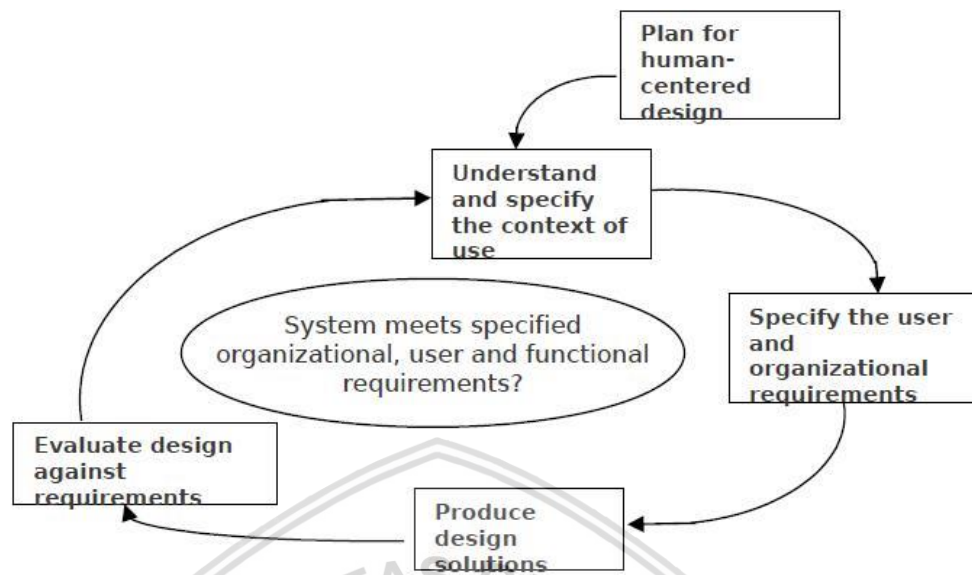 Plan for
human-
centered
design
Understand
and specify
the context of
use
System meets specified
organizational, user and functional
requirements?
Specify the user
and
organizational
requirements
Evaluate design
against
requirements
Produce
design
solutions
TAS